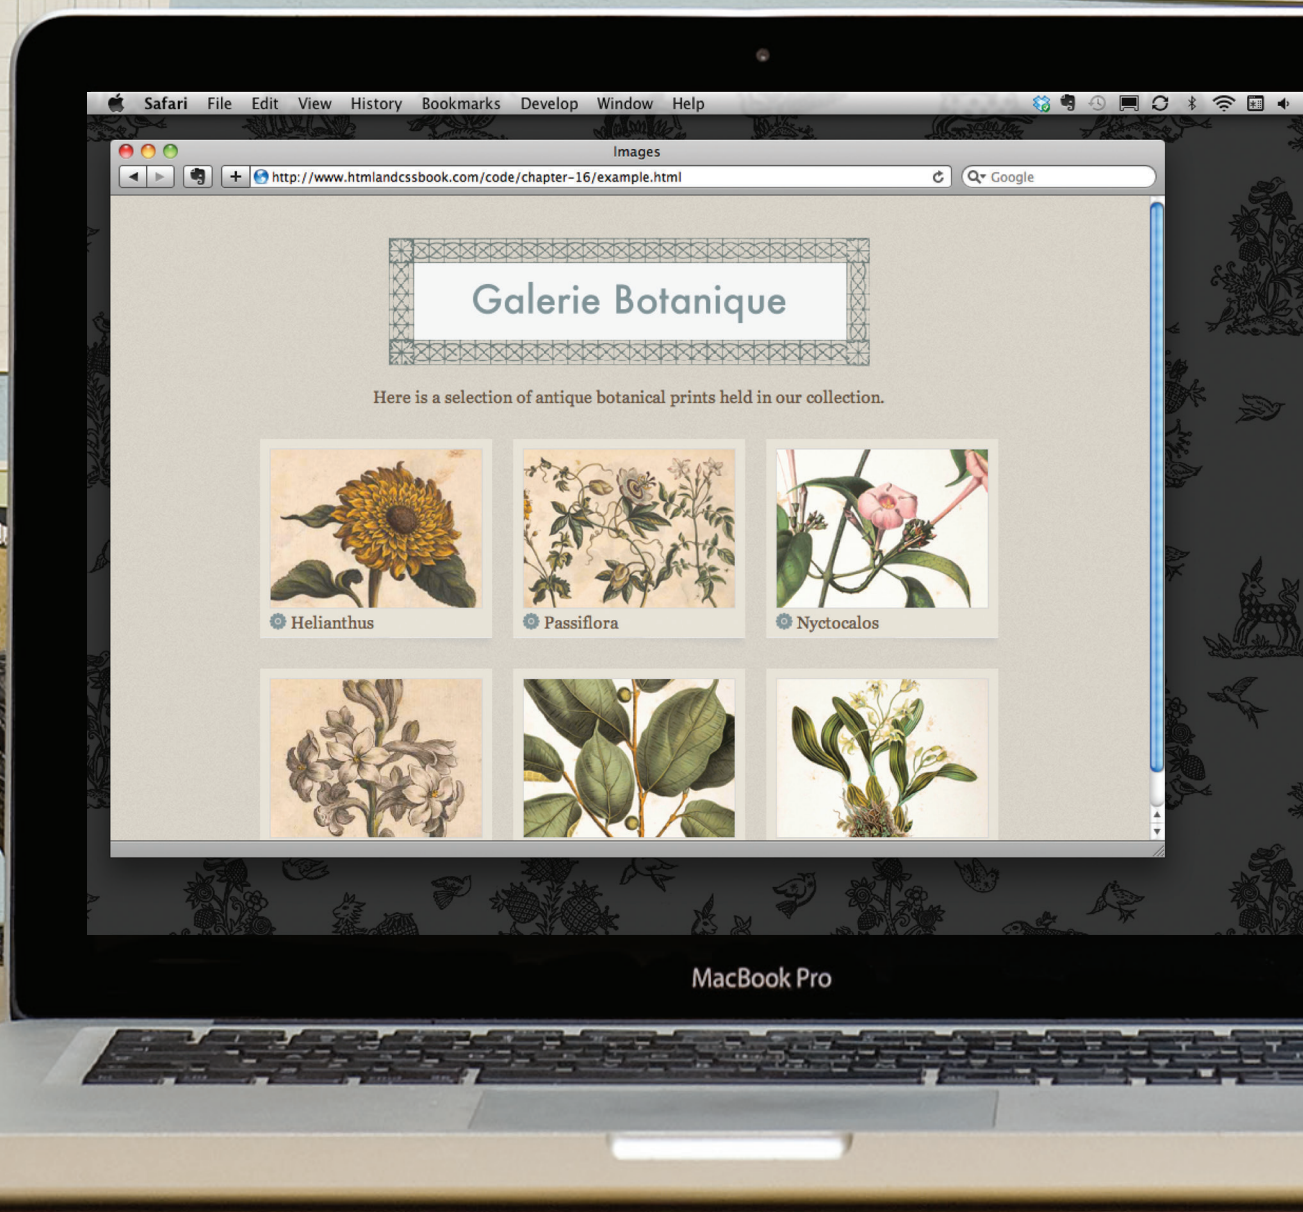 Safari File Edit View History Bookmarks Develop Window Help
Images
http://www.htmlandcssbook.com/code/chapter-16/example.html
Google
Galerie Botanique
Here is a selection of antique botanical prints held in our collection.
Helianthus
Passiflora
Nyctocalos
MacBook Pro